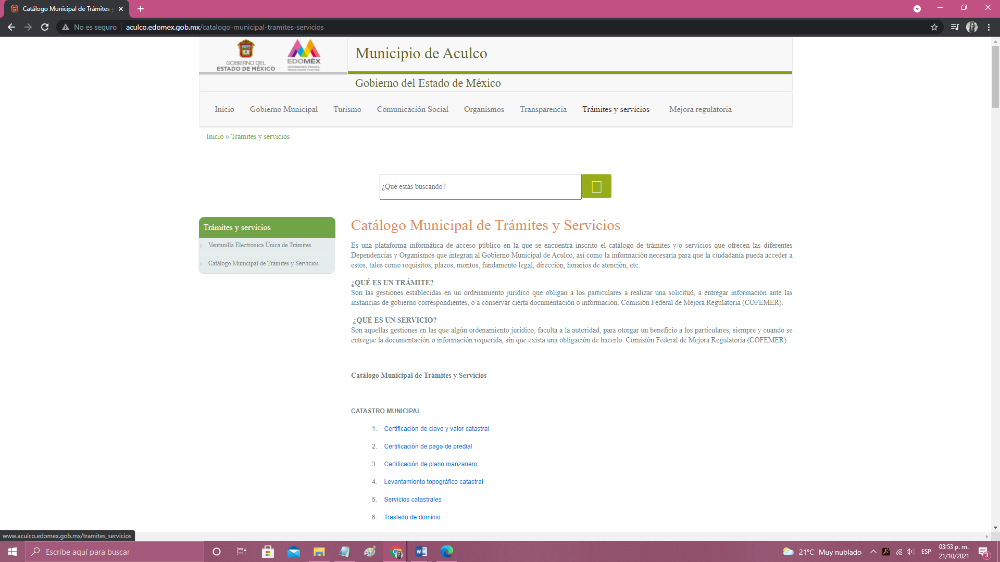 Catálogo Municipal de Trámites y
No es seguro
aculco.edomex.gob.mx/catalogo-municipal-tramites-servicios
GOBIERNO DEL
ESTADO DE MÉXICO
EDOMÉX
DECISIONES FIRMES,
RESULTADOS FUERTES.
Municipio de Aculco
Gobierno del Estado de México
Inicio Gobierno Municipal Turismo Comunicación Social Organismos Transparencia Trámites y servicios Mejora regulatoria
Inicio » Trámites y servicios
¿Qué estás buscando?
Trámites y servicios
Ventanilla Electrónica Única de Trámites
Catálogo Municipal de Trámites y Servicios
Catálogo Municipal de Trámites y Servicios
Es una plataforma informática de acceso público en la que se encuentra inscrito el catálogo de trámites y/o servicios que ofrecen las diferentes
Dependencias y Organismos que integran al Gobierno Municipal de Aculco, así como la información necesaria para que la ciudadanía pueda acceder a
estos, tales como requisitos, plazos, montos, fundamento legal, dirección, horarios de atención, etc.
¿QUÉ ES UN TRÁMITE?
Son las gestiones establecidas en un ordenamiento jurídico que obligan a los particulares a realizar una solicitud, a entregar información ante las
instancias de gobierno correspondientes, o a conservar cierta documentación o información. Comisión Federal de Mejora Regulatoria (COFEMER).
¿QUÉ ES UN SERVICIO?
Son aquellas gestiones en las que algún ordenamiento jurídico, faculta a la autoridad, para otorgar un beneficio a los particulares, siempre y cuando se
entregue la documentación o información requerida, sin que exista una obligación de hacerlo. Comisión Federal de Mejora Regulatoria (COFEMER).
Catálogo Municipal de Trámites y Servicios
CATASTRO MUNICIPAL
1. Certificación de clave y valor catastral
2. Certificación de pago de predial
3. Certificación de plano manzanero
4. Levantamiento topográfico catastral
5. Servicios catastrales
6. Traslado de dominio
www.aculco.edomex.gob.mx/tramites_servicios
Escribe aquí para buscar
21°C Muy nublado
ESP
03:53 p. m.
21/10/2021
3